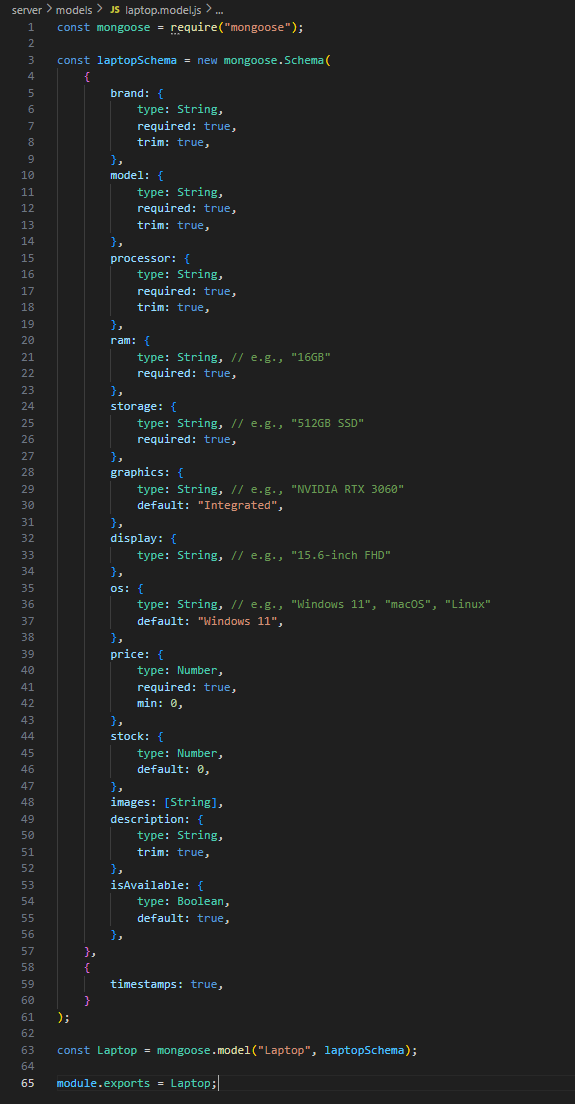 server > models > JS laptop.model.js > ...
1 const mongoose = require("mongoose");
2
3 const laptopSchema = new mongoose.Schema(
4     {
5         brand: {
6             type: String,
7             required: true,
8             trim: true,
9         },
10         model: {
11             type: String,
12             required: true,
13             trim: true,
14         },
15         processor: {
16             type: String,
17             required: true,
18             trim: true,
19         },
20         ram: {
21             type: String, // e.g., "16GB"
22             required: true,
23         },
24         storage: {
25             type: String, // e.g., "512GB SSD"
26             required: true,
27         },
28         graphics: {
29             type: String, // e.g., "NVIDIA RTX 3060"
30             default: "Integrated",
31         },
32         display: {
33             type: String, // e.g., "15.6-inch FHD"
34         },
35         os: {
36             type: String, // e.g., "Windows 11", "macOS", "Linux"
37             default: "Windows 11",
38         },
39         price: {
40             type: Number,
41             required: true,
42             min: 0,
43         },
44         stock: {
45             type: Number,
46             default: 0,
47         },
48         images: [String],
49         description: {
50             type: String,
51             trim: true,
52         },
53         isAvailable: {
54             type: Boolean,
55             default: true,
56         },
57     },
58     {
59         timestamps: true,
60     }
61 );
62
63 const Laptop = mongoose.model("Laptop", laptopSchema);
64
65 module.exports = Laptop;